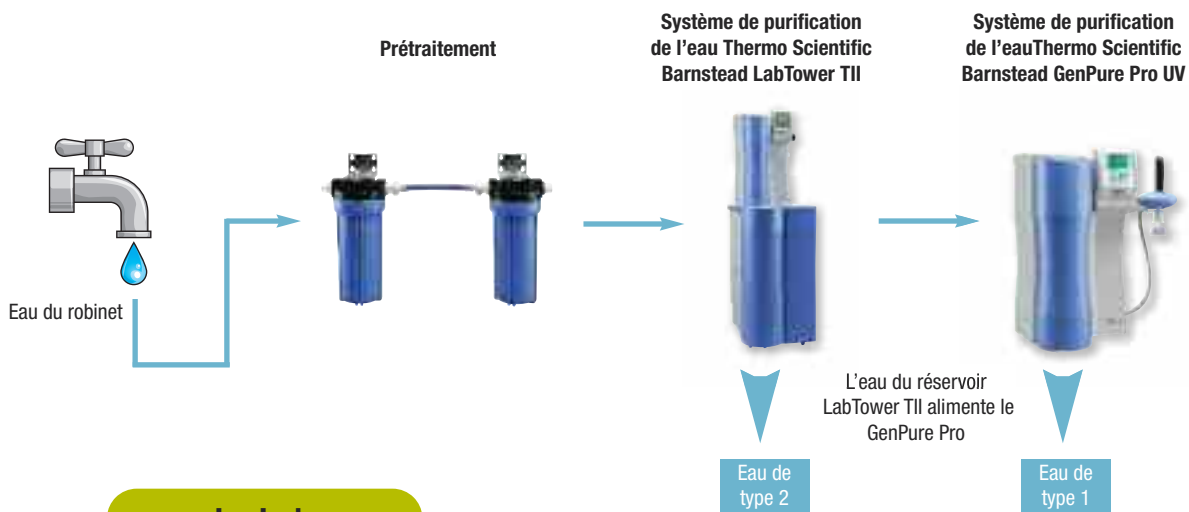 Prétraitement
Système de purification
de l'eau Thermo Scientific
Barnstead LabTower TII
Système de purification
de l'eauThermo Scientific
Barnstead GenPure Pro UV
Eau du robinet
L'eau du réservoir
LabTower TII alimente le
GenPure Pro
Eau de
type 2
Eau de
type 1